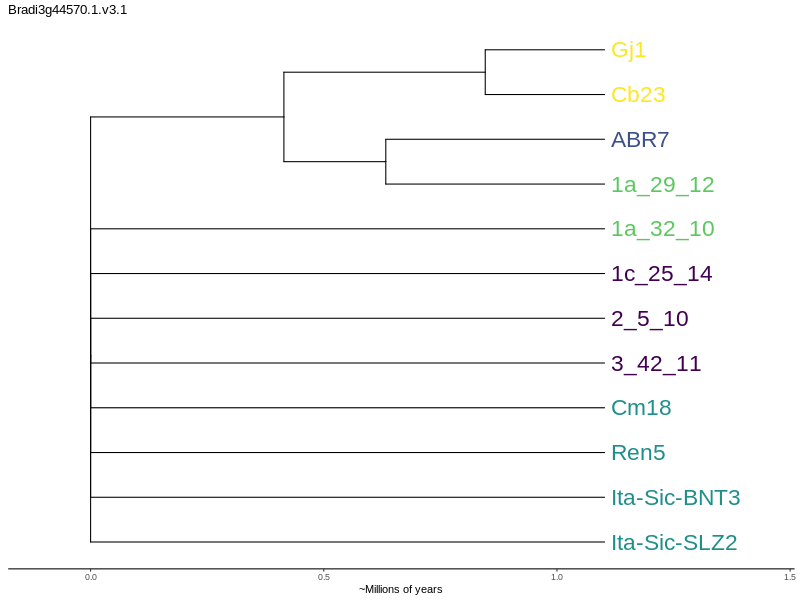 Bradi3g44570.1.v3.1
Gj1
Cb23
ABR7
1a_29_12
1a_32_10
1c_25_14
2_5_10
3_42_11
Cm18
Ren5
Ita-Sic-BNT3
Ita-Sic-SLZ2
0.0 0.5 1.0 1.5
~Millions of years